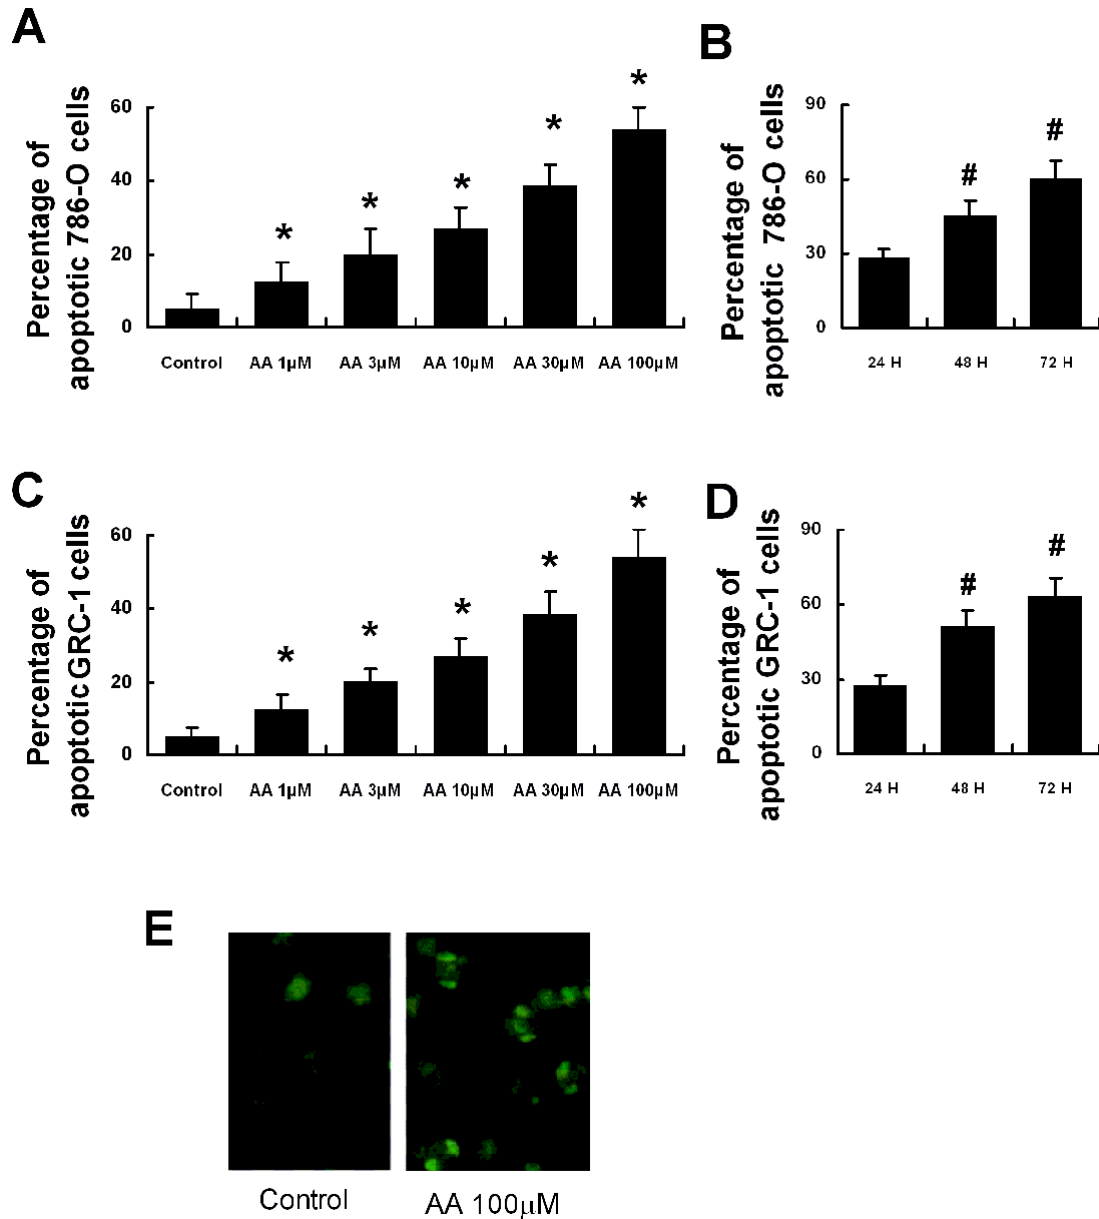 A
Percentage of
apoptotic 786-O cells
60
40
20
0
*
*
*
*
*
Control
AA 1µM
AA 3µM
AA 10µM
AA 30µM
AA 100µM
B
Percentage of
apoptotic 786-O cells
90
60
30
0
#
#
24 H
48 H
72 H
C
Percentage of
apoptotic GRC-1 cells
60
40
20
0
*
*
*
*
*
Control
AA 1µM
AA 3µM
AA 10µM
AA 30µM
AA 100µM
D
Percentage of
apoptotic GRC-1 cells
90
60
30
0
#
#
24 H
48 H
72 H
E
Control
AA 100µM